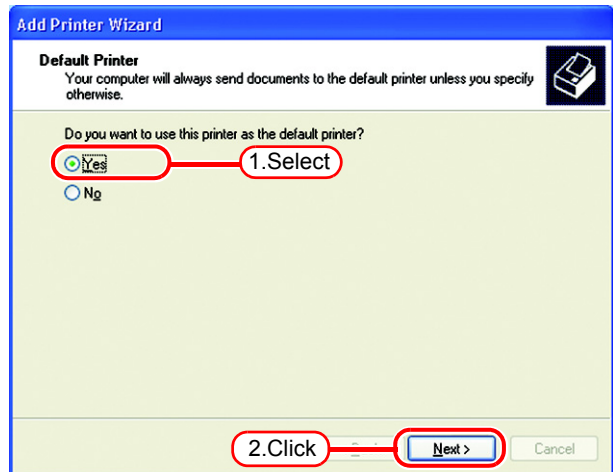 Add Printer Wizard
Default Printer
Your computer will always send documents to the default printer unless you specify
otherwise.
Do you want to use this printer as the default printer?
Yes
1.Select
No
2.Click
Next >
Cancel